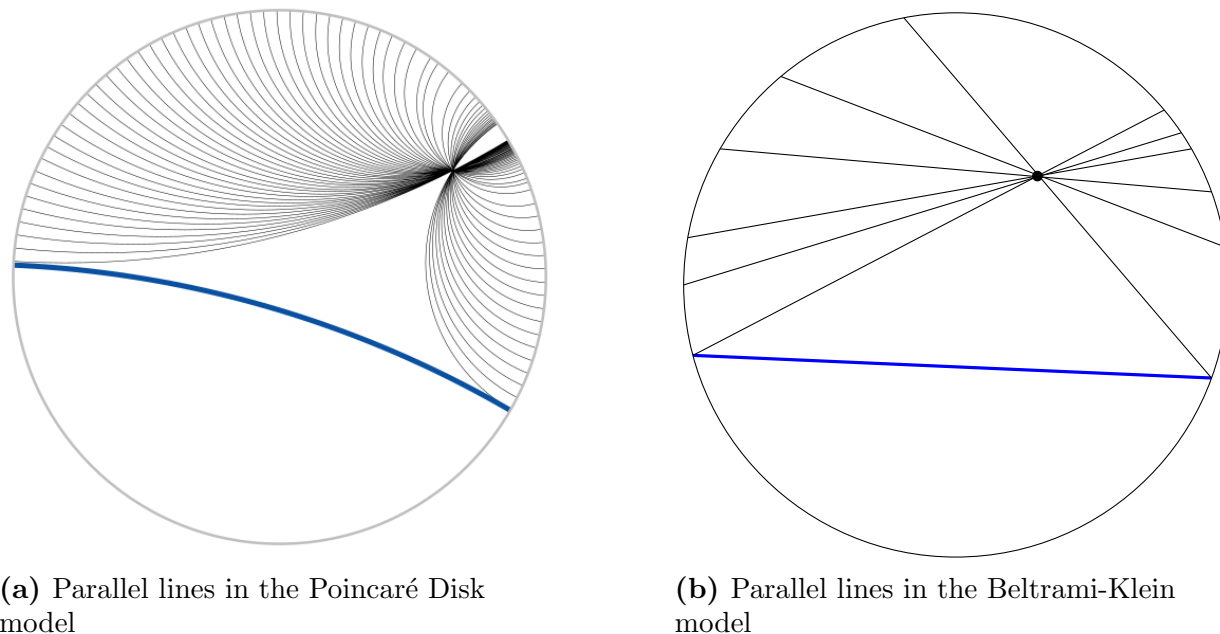 (a) Parallel lines in the Poincaré Disk
model
(b) Parallel lines in the Beltrami-Klein
model